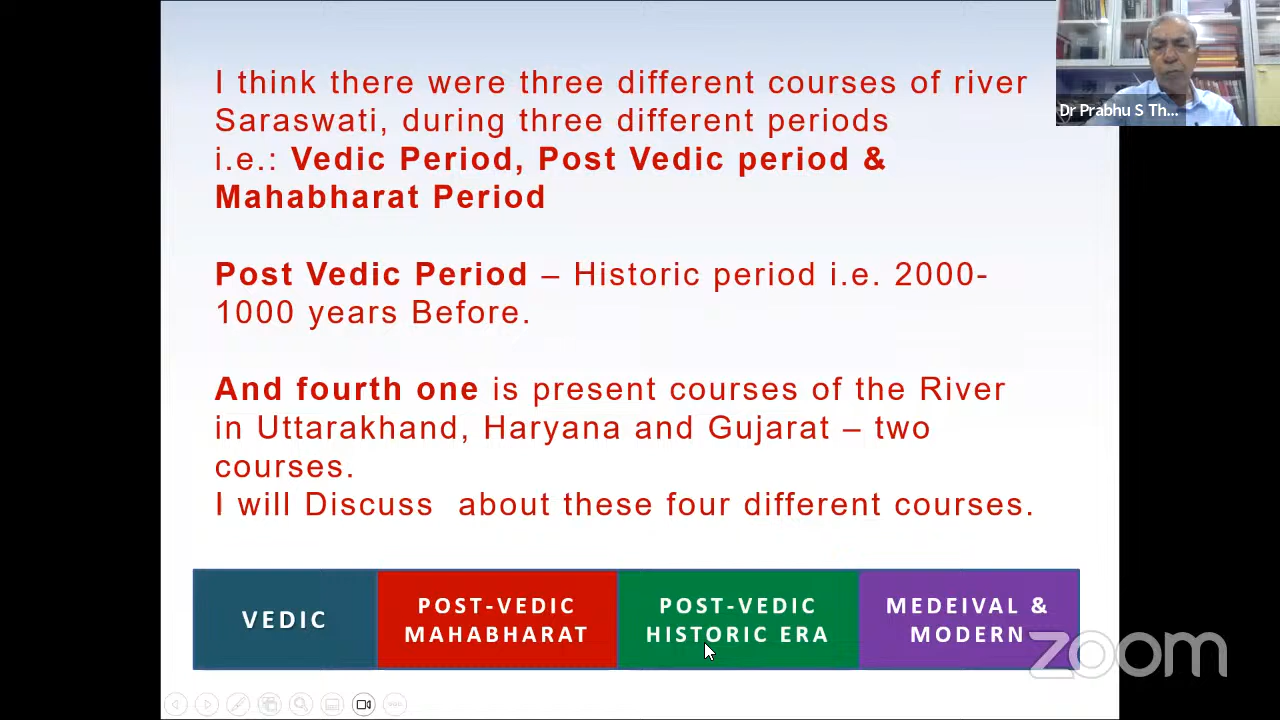 I think there were three different courses of river
Saraswati, during three different periods
i.e.: Vedic Period, Post Vedic period &
Mahabharat Period
Post Vedic Period – Historic period i.e. 2000-
1000 years Before.
And fourth one is present courses of the River
in Uttarakhand, Haryana and Gujarat – two
courses.
I will Discuss  about these four different courses.
VEDIC
POST-VEDIC
MAHABHARAT
POST-VEDIC
HISTORIC ERA
MEDEIVAL &
MODERN
zoom
Dr Prabhu S Th...